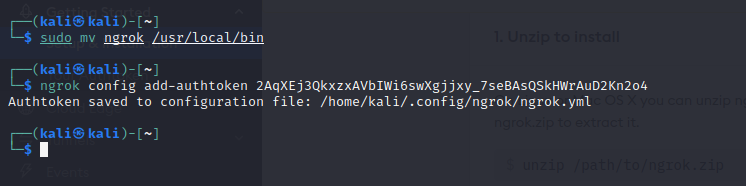 Getting Started
┌──(kali㉿kali)-[~]
└─$ sudo mv ngrok /usr/local/bin
1. Unzip to install
┌──(kali㉿kali)-[~]
└─$ ngrok config add-authtoken 2AqXEj3QkxzxAVbIWi6swXgjjxy_7seBAsQSkHWrAuD2Kn2o4
Authtoken saved to configuration file: /home/kali/.config/ngrok/ngrok.yml
OS X you can unzip
ngrok.zip to extract it.
┌──(kali㉿kali)-[~]
└─$
$ unzip /path/to/ngrok.zip
Events